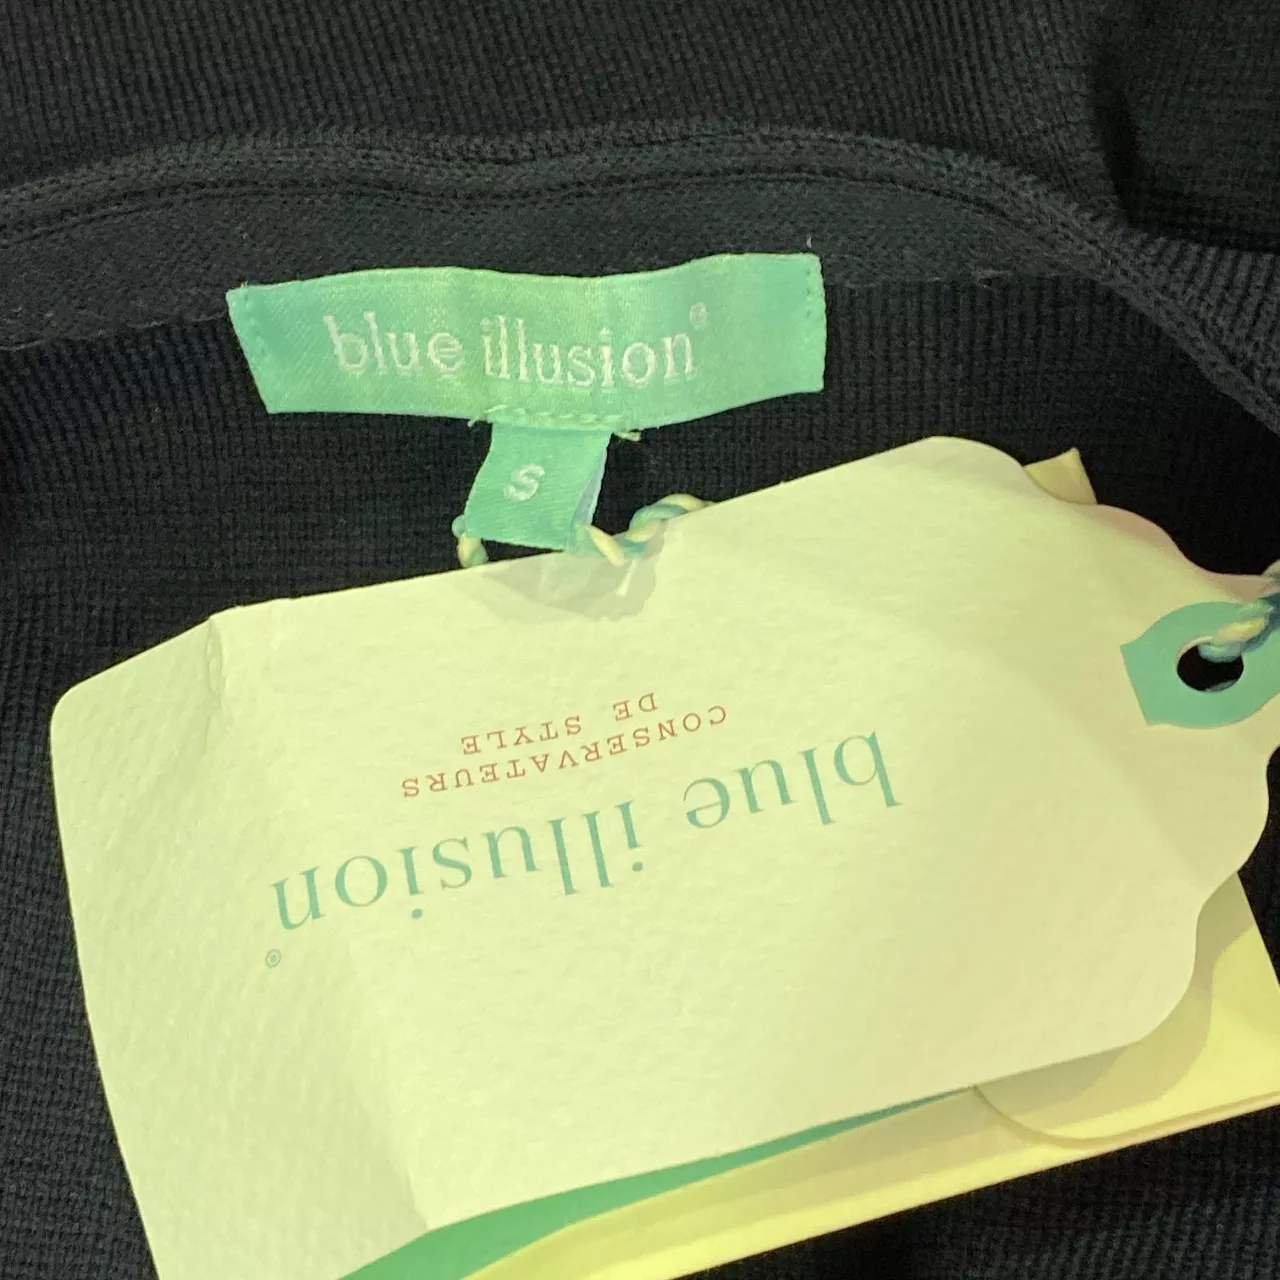 blue illusion®
S
blue illusion®
CONSERVATEURS
DE STYLE